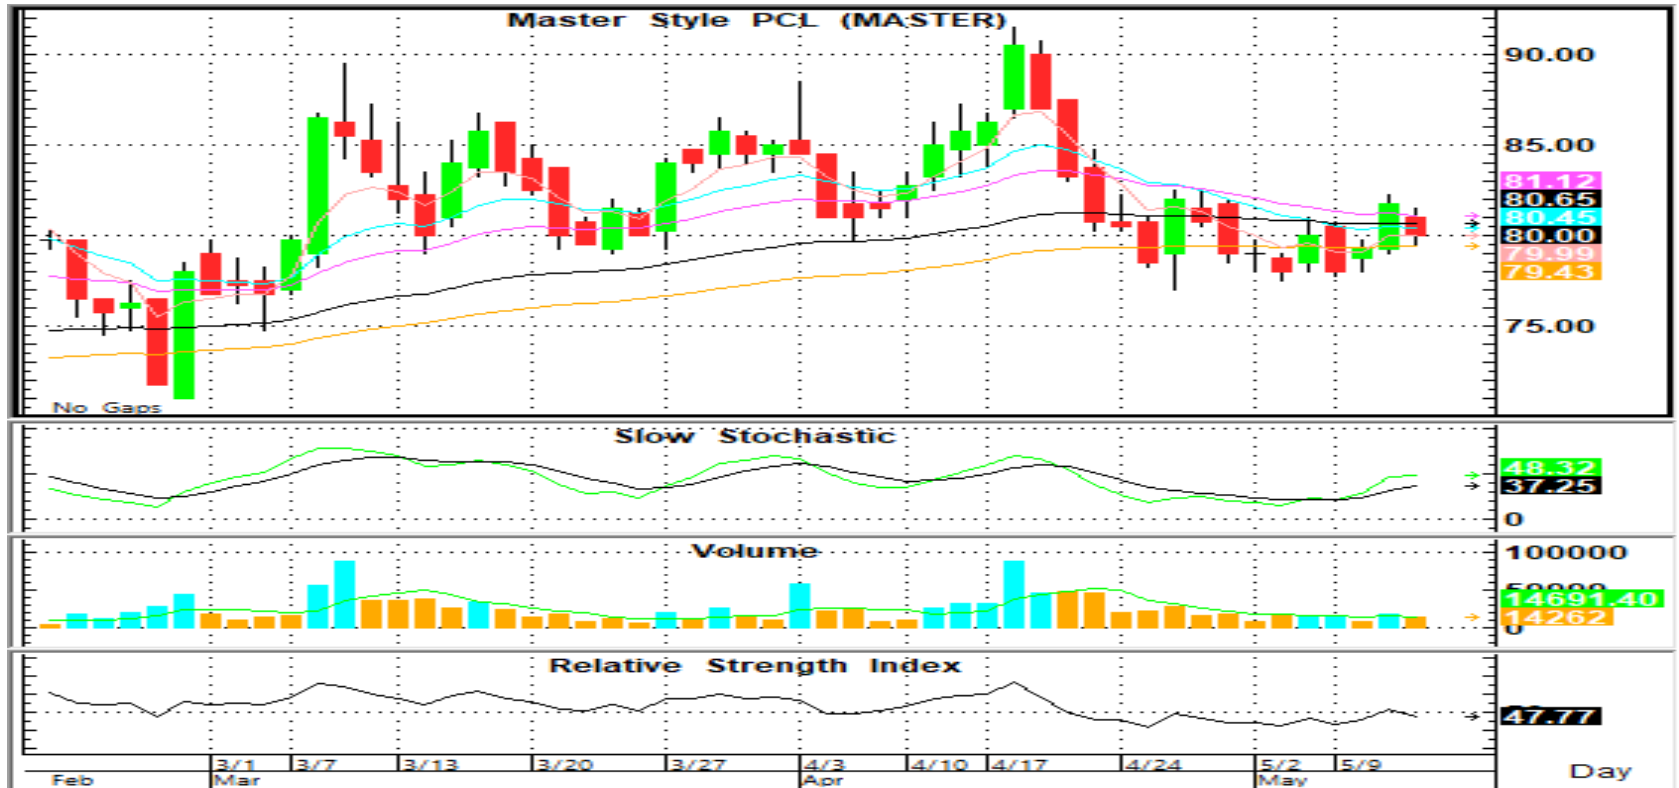 Master Style PCL (MASTER)
90.00
85.00
81.12
80.65
80.45
80.00
79.99
79.43
75.00
No Gaps
Slow Stochastic
48.32
37.25
0
Volume
100000
50000
14691.40
14262
0
Relative Strength Index
47.77
3/1 3/7 3/13 3/20 3/27 4/3 4/10 4/17 4/24 5/2 5/9
Feb Mar Apr May
Day